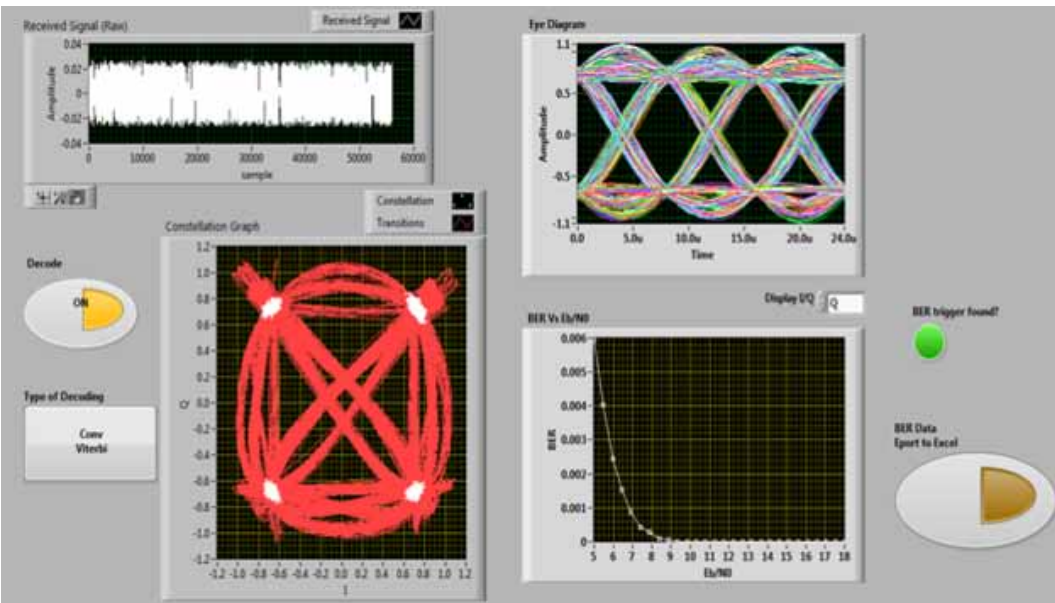 Received Signal (Raw)
Received Signal
0.04
0.02
0
-0.02
-0.04
Amplitude
0
10000
20000
30000
40000
50000
60000
sample
Decode
ON
Type of Decoding
Conv
Viterbi
Constellation Graph
Constellation
Transitions
1.2
1.0
0.8
0.6
0.4
0.2
0.0
-0.2
-0.4
-0.6
-0.8
-1.0
-1.2
Q
-1.2 -1.0 -0.8 -0.6 -0.4 -0.2 0.0 0.2 0.4 0.6 0.8 1.0 1.2
I
Eye Diagram
1.1
0.5
0.0
-0.5
-1.1
Amplitude
0.0
5.0u
10.0u
15.0u
20.0u
24.0u
Time
Display I/Q
Q
BER Vs Eb/N0
0.006
0.005
0.004
0.003
0.002
0.001
0
BER
5 6 7 8 9 10 11 12 13 14 15 16 17 18
Eb/N0
BER trigger found?
BER Data
Eport to Excel